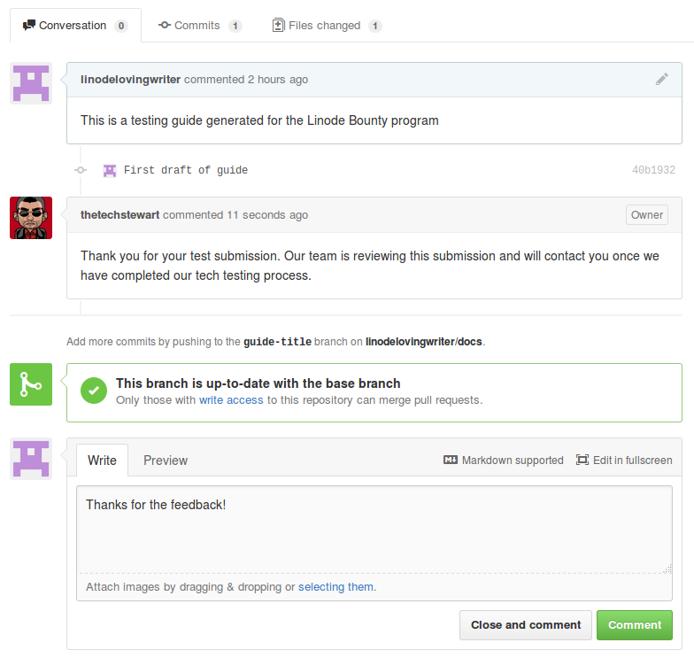 Conversation 0 Commits 1 Files changed 1
linodelovingwriter commented 2 hours ago
This is a testing guide generated for the Linode Bounty program
First draft of guide 40b1932
thetechstewart commented 11 seconds ago Owner
Thank you for your test submission. Our team is reviewing this submission and will contact you once we
have completed our tech testing process.
Add more commits by pushing to the guide-title branch on linodelovingwriter/docs.
This branch is up-to-date with the base branch
Only those with write access to this repository can merge pull requests.
Write Preview Markdown supported Edit in fullscreen
Thanks for the feedback!
Attach images by dragging & dropping or selecting them.
Close and comment Comment